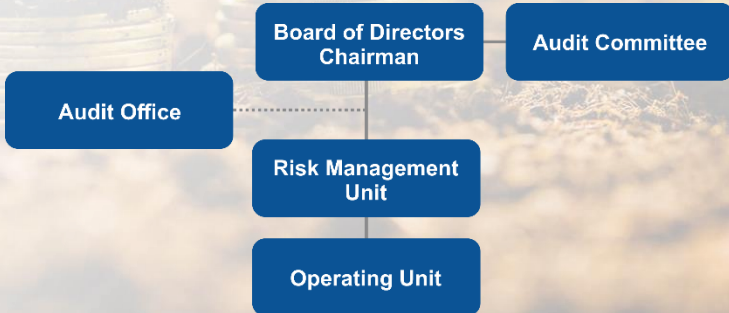 Board of Directors
Chairman
Audit Committee
Audit Office
Risk Management
Unit
Operating Unit